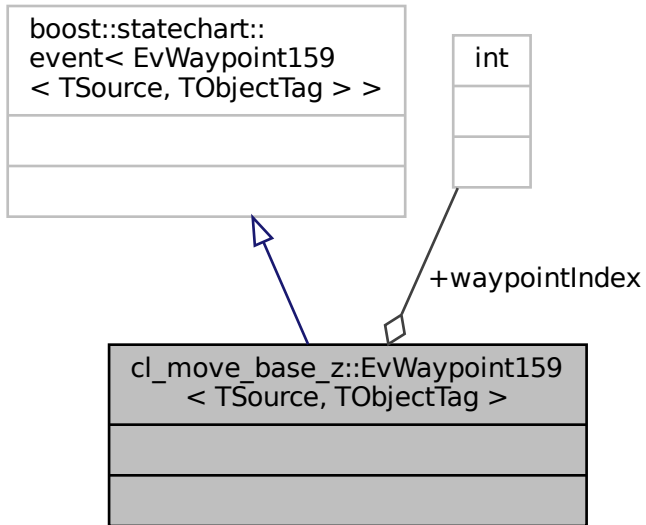 boost::statechart::
event< EvWaypoint159
< TSource, TObjectTag > >
int
+waypointIndex
cl_move_base_z::EvWaypoint159
< TSource, TObjectTag >